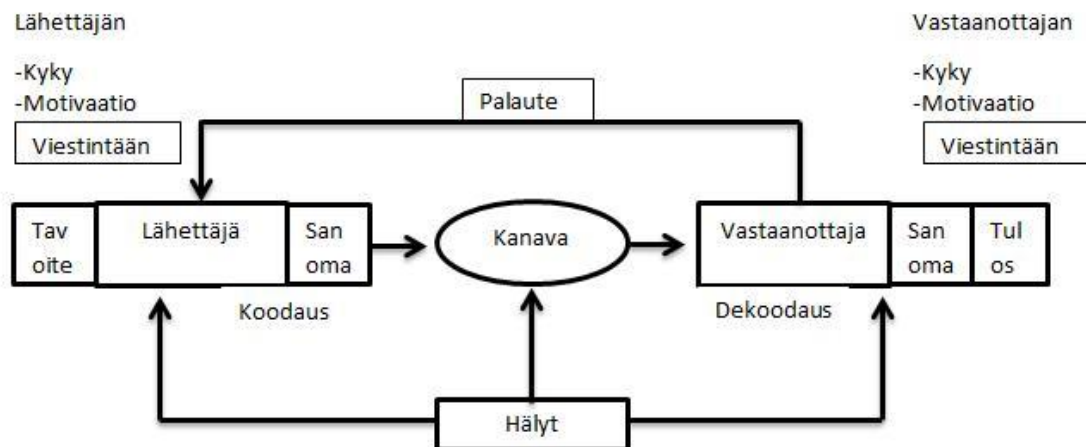 Lähettäjän
-Kyky
-Motivaatio
Viestintään
Vastaanottajan
-Kyky
-Motivaatio
Viestintään
Palaute
Tav
oite
Lähettäjä
San
oma
Kanava
Vastaanottaja
San
oma
Tul
os
Koodaus
Dekoodaus
Hälyt